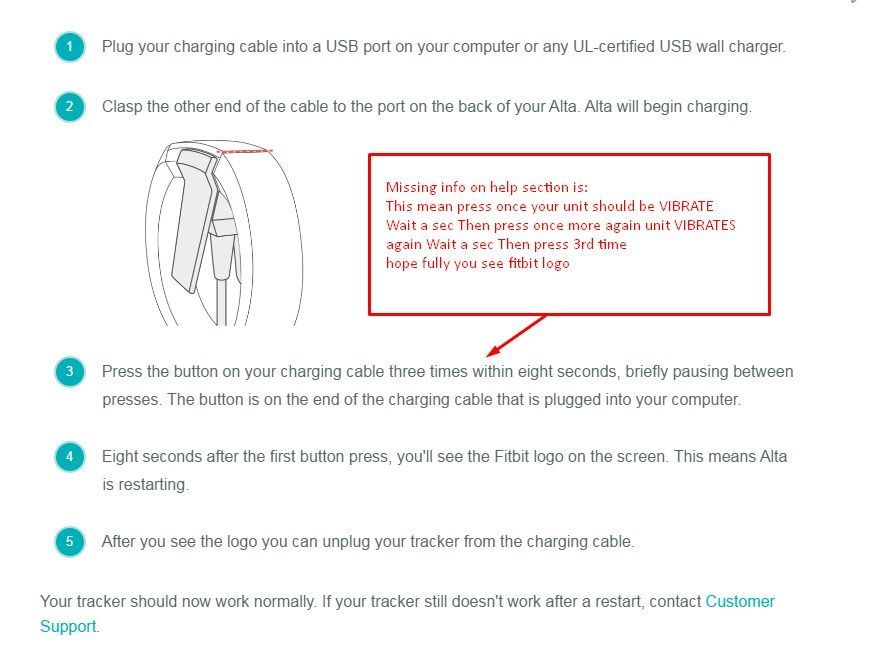 1 Plug your charging cable into a USB port on your computer or any UL-certified USB wall charger.
2 Clasp the other end of the cable to the port on the back of your Alta. Alta will begin charging.
Missing info on help section is:
This mean press once your unit should be VIBRATE
Wait a sec Then press once more again unit VIBRATES
again Wait a sec Then press 3rd time
hope fully you see fitbit logo
3 Press the button on your charging cable three times within eight seconds, briefly pausing between
presses. The button is on the end of the charging cable that is plugged into your computer.
4 Eight seconds after the first button press, you'll see the Fitbit logo on the screen. This means Alta
is restarting.
5 After you see the logo you can unplug your tracker from the charging cable.
Your tracker should now work normally. If your tracker still doesn't work after a restart, contact Customer
Support.